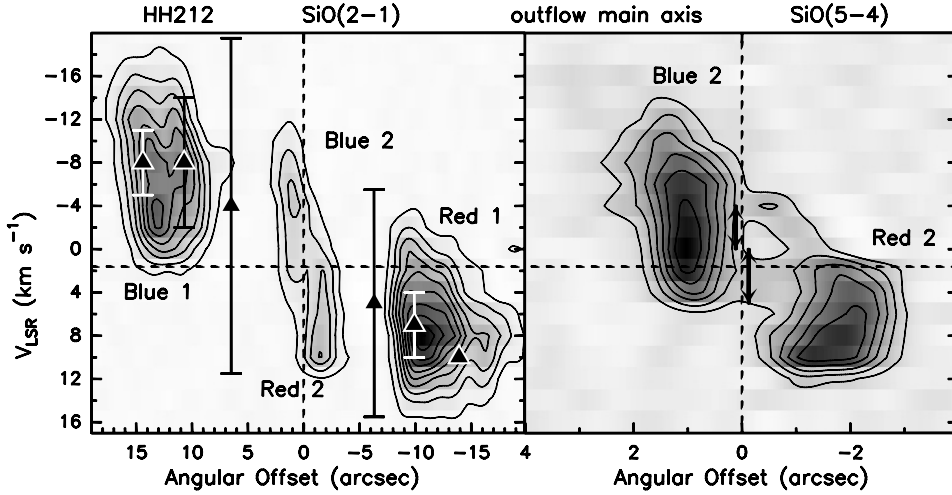 HH212 SiO(2-1) outflow main axis SiO(5-4)
-16
-12
-8
-4
0
4
8
12
16
V_LSR (km s⁻¹)
Blue 1
Blue 2
Red 1
Red 2
Blue 2
Red 2
15 10 5 0 -5 -10 -15
2 0 -2
Angular Offset (arcsec) Angular Offset (arcsec)